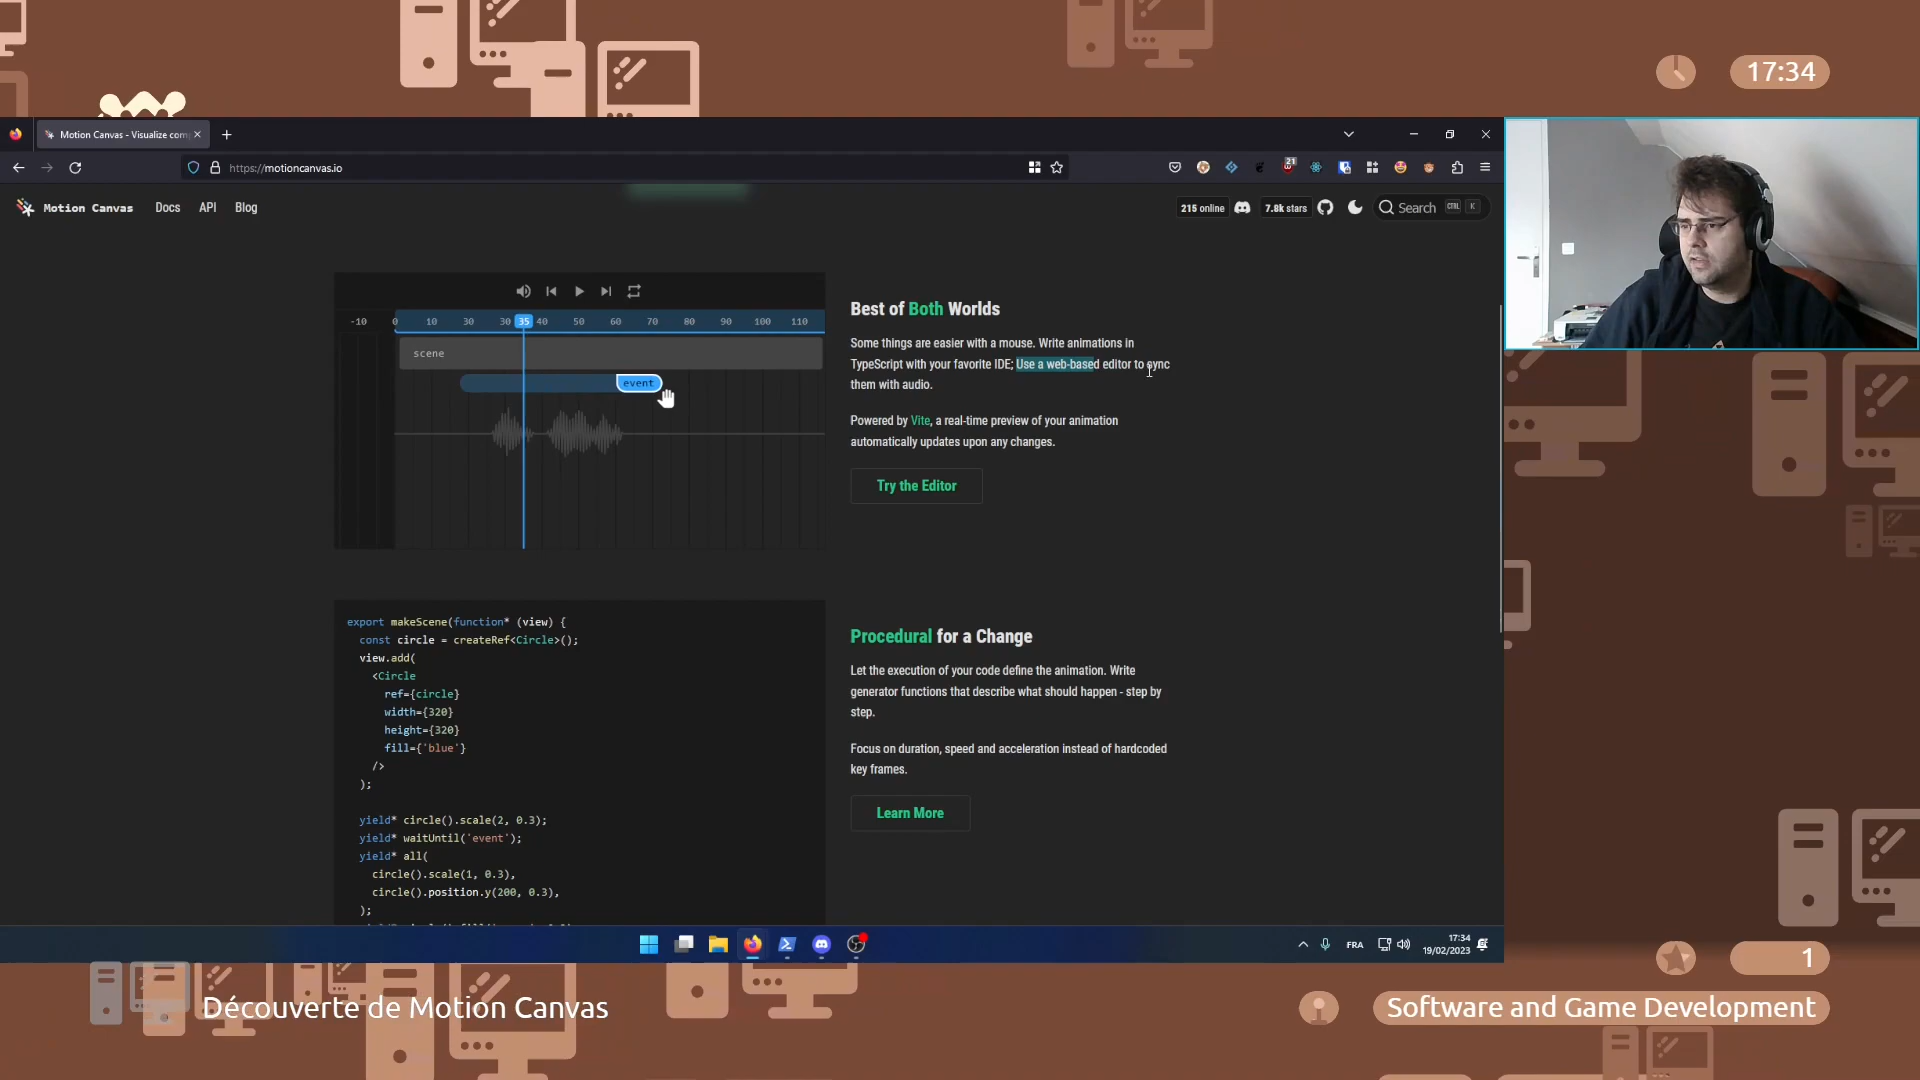 17:34
Motion Canvas - Visualize com
https://motioncanvas.io
21
Motion Canvas
Docs
API
Blog
215 online
7.8k stars
Search
CTRL
K
-10
0
10
20
30
35
40
50
60
70
80
90
100
110
scene
event
Best of Both Worlds
Some things are easier with a mouse. Write animations in
TypeScript with your favorite IDE; Use a web-based editor to sync
them with audio.
Powered by Vite, a real-time preview of your animation
automatically updates upon any changes.
Try the Editor
export makeScene(function* (view) {
const circle = createRef<Circle>();
view.add(
<Circle
ref={circle}
width={320}
height={320}
fill={'blue'}
/>
);
yield* circle().scale(2, 0.3);
yield* waitUntil('event');
yield* all(
circle().scale(1, 0.3),
circle().position.y(200, 0.3),
);
Procedural for a Change
Let the execution of your code define the animation. Write
generator functions that describe what should happen - step by
step.
Focus on duration, speed and acceleration instead of hardcoded
key frames.
Learn More
FRA
17:34
19/02/2023
1
Découverte de Motion Canvas
Software and Game Development